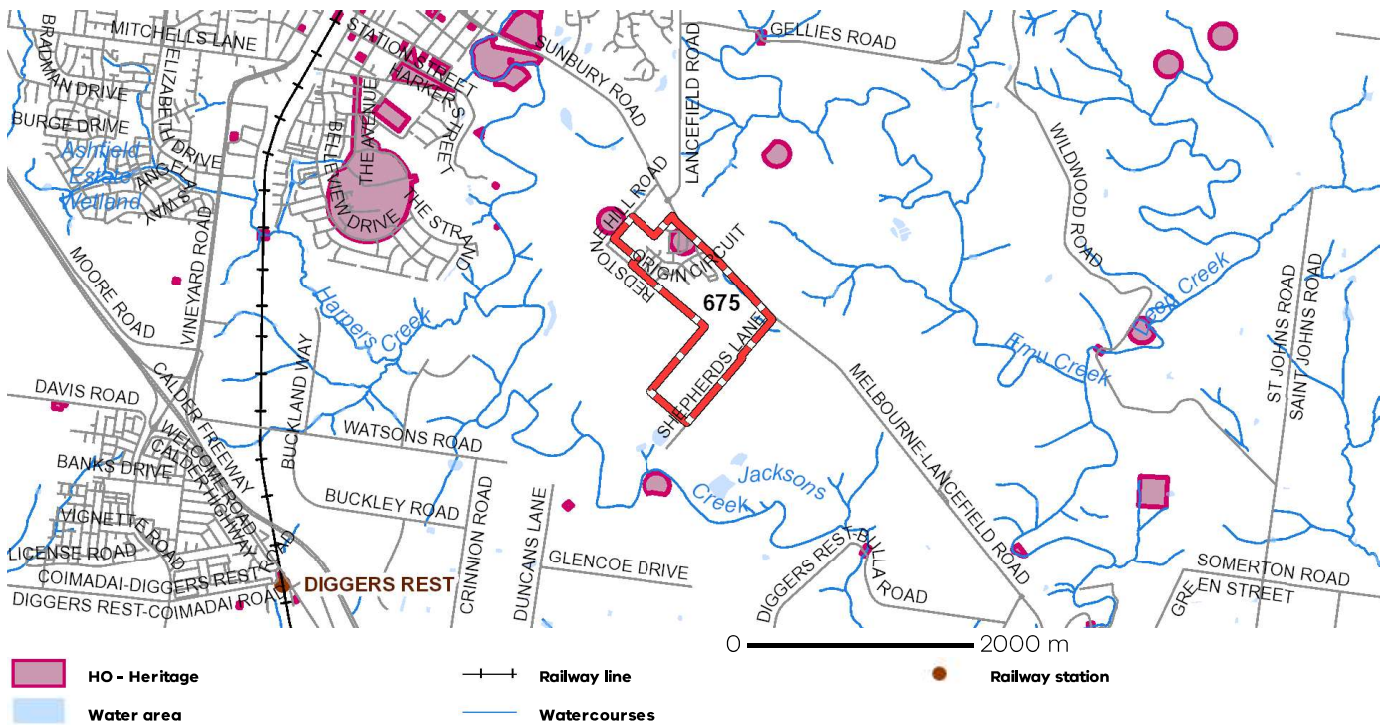 MITCHELLS LANE
BRADMAN DRIVE
ELIZABETH DRIVE
STATION STREET
HARKER STREET
SUNBURY ROAD
LANCEFIELD ROAD
GELLIES ROAD
BURGE DRIVE
Ashfield
Estate
Wetland
ANGELAS WAY
THE AVENUE
BELLEVIEW DRIVE
THE STRAND
WILDWOOD ROAD
MOORE ROAD
VINEYARD ROAD
Harpers Creek
REDSTONE HILL ROAD
ORIGIN CIRCUIT
675
SHEPHERDS LANE
Deep Creek
Emu Creek
ST JOHNS ROAD
SAINT JOHNS ROAD
DAVIS ROAD
CALDER FREEWAY
BUCKLAND WAY
WATSONS ROAD
MELBOURNE-LANCEFIELD ROAD
WELCOME ROAD
CALDER HIGHWAY
BANKS DRIVE
BUCKLEY ROAD
CRINNION ROAD
DUNCANS LANE
Jacksons
Creek
VIGNETTE ROAD
LICENSE ROAD
COIMADAI-DIGGERS REST ROAD
DIGGERS REST-COIMADAI ROAD
DIGGERS REST
GLENCOE DRIVE
DIGGERS REST-BULLA ROAD
SOMERTON ROAD
GREEN STREET
0 2000 m
HO - Heritage
Railway line
Railway station
Water area
Watercourses